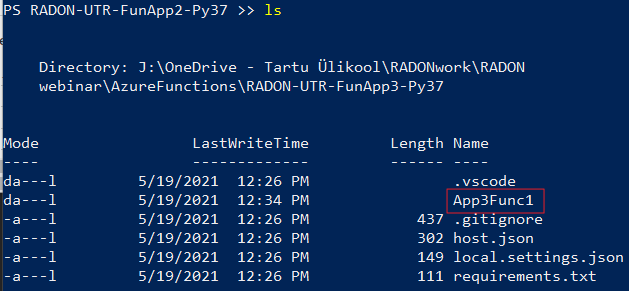 PS RADON-UTR-FunApp2-Py37 >> ls
Directory: J:\OneDrive - Tartu Ülikool\RADONwork\RADON
webinar\AzureFunctions\RADON-UTR-FunApp3-Py37
Mode                 LastWriteTime         Length Name
----                 -------------         ------ ----
da---l         5/19/2021  12:26 PM                .vscode
da---l         5/19/2021  12:34 PM                App3Func1
-a---l         5/19/2021  12:26 PM            437 .gitignore
-a---l         5/19/2021  12:26 PM            302 host.json
-a---l         5/19/2021  12:26 PM            149 local.settings.json
-a---l         5/19/2021  12:26 PM            111 requirements.txt